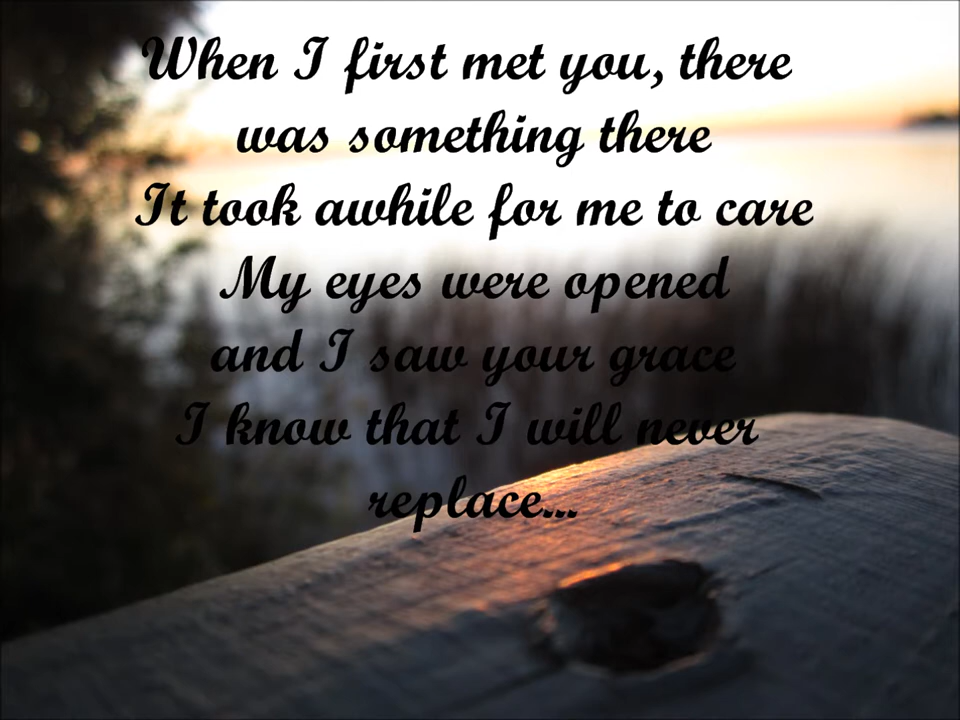 When I first met you, there
was something there
It took awhile for me to care
My eyes were opened
and I saw your grace
I know that I will never
replace...